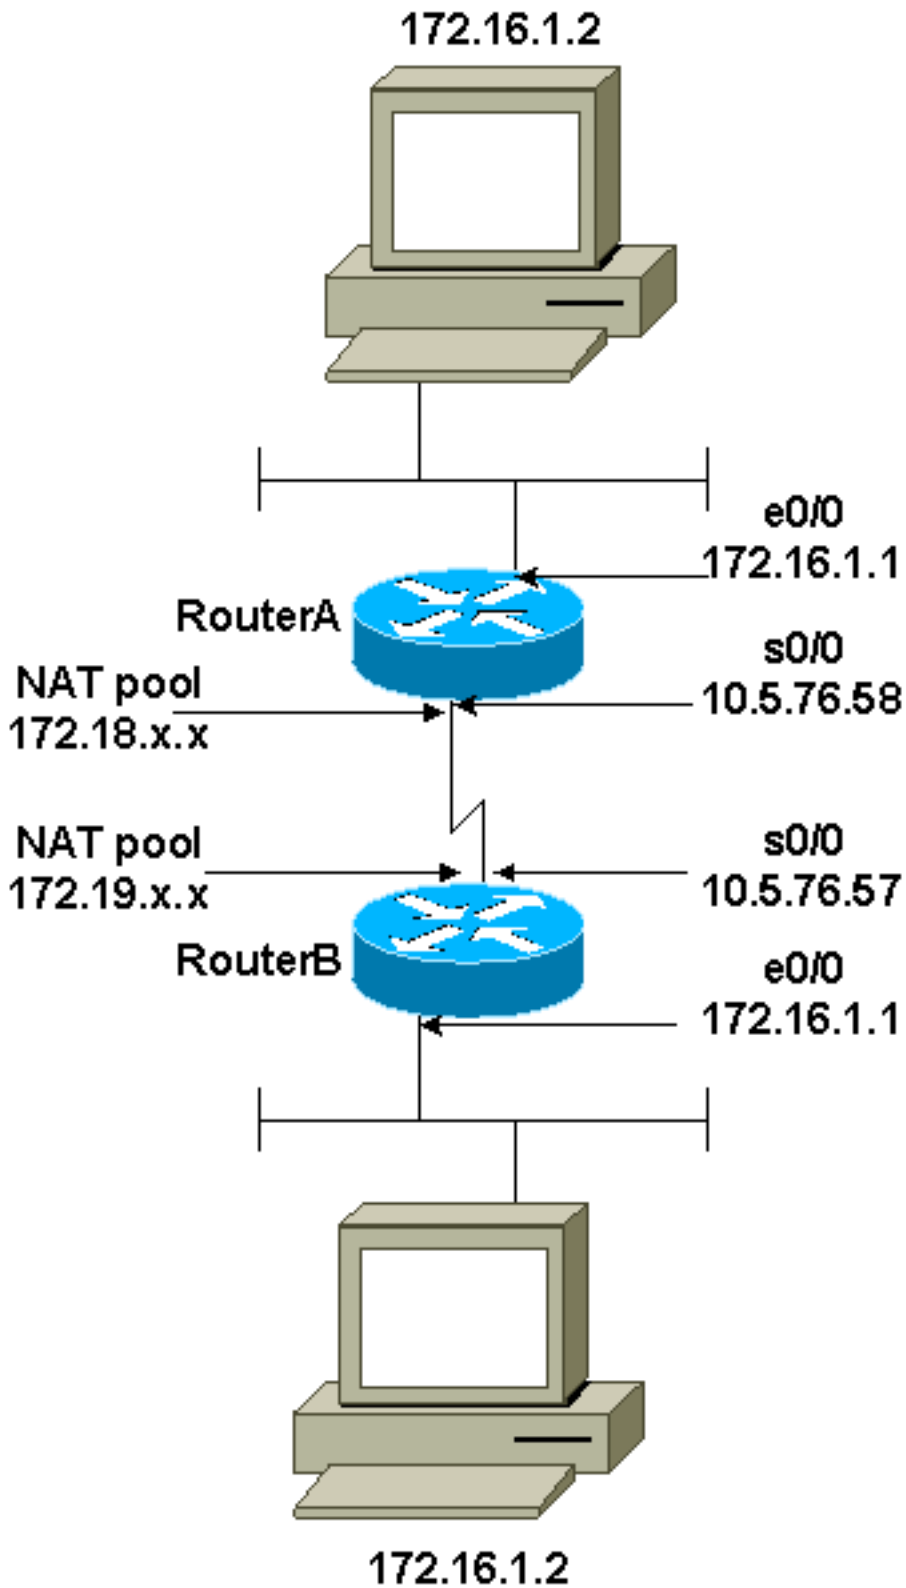 172.16.1.2
e0/0
172.16.1.1
RouterA
s0/0
10.5.76.58
NAT pool
172.18.x.x
NAT pool
172.19.x.x
s0/0
10.5.76.57
RouterB
e0/0
172.16.1.1
172.16.1.2